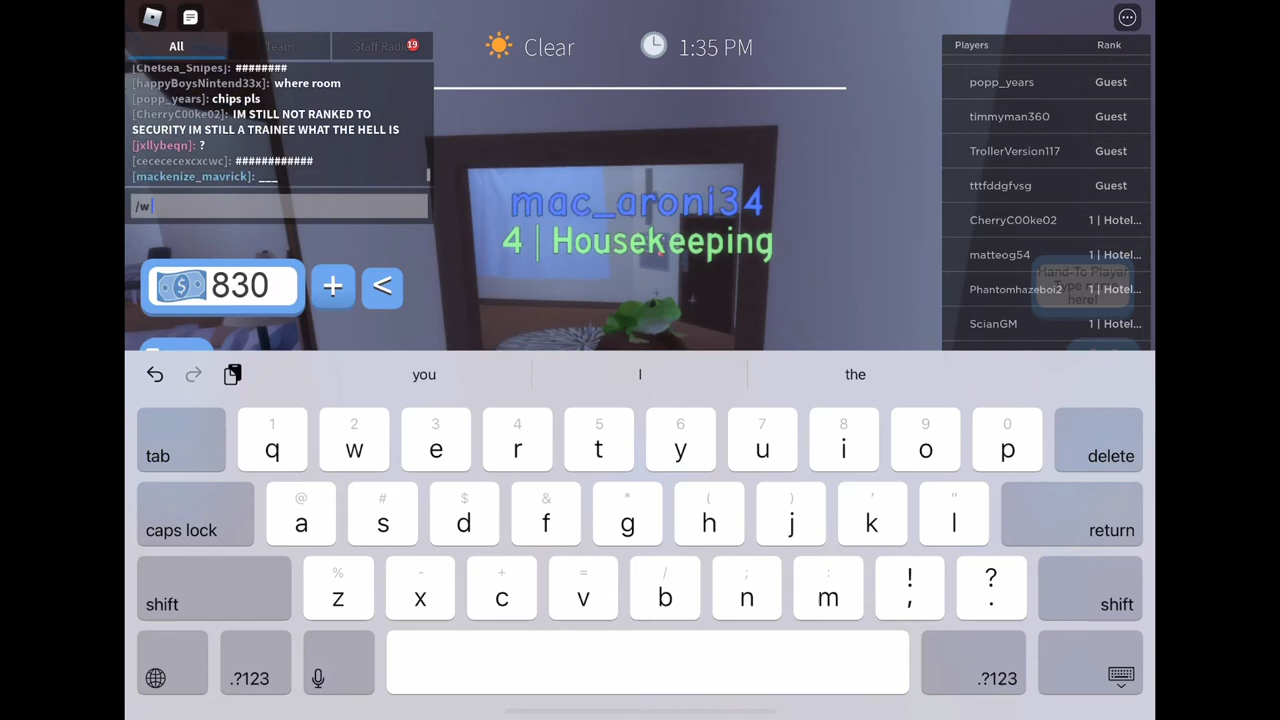 All
Team
Staff Radio
19
Clear
1:35 PM
[Chelsea_Snipes]: ########
[happyBoysNintend33x]: where room
[popp_years]: chips pls
[CherryC00ke02]: IM STILL NOT RANKED TO
SECURITY IM STILL A TRAINEE WHAT THE HELL IS
[jxllybeqn]: ?
[cecececexcxcwc]: ############
[mackenize_mavrick]: ___
/w
830
+
<
mac_aroni34
4 | Housekeeping
Players Rank
popp_years Guest
timmyman360 Guest
TrollerVersion117 Guest
tttfddgfvsg Guest
CherryC00ke02 1 | Hotel...
matteog54 1 | Hotel...
Phantomhazeboi2 1 | Hotel...
ScianGM 1 | Hotel...
Hand-To Player
here!
you I the
1 2 3 4 5 6 7 8 9 0
tab q w e r t y u i o p delete
@ # $ & * ( ) ' "
caps lock a s d f g h j k l return
% - + = / ; : ! ?
shift z x c v b n m , . shift
.?123 .?123